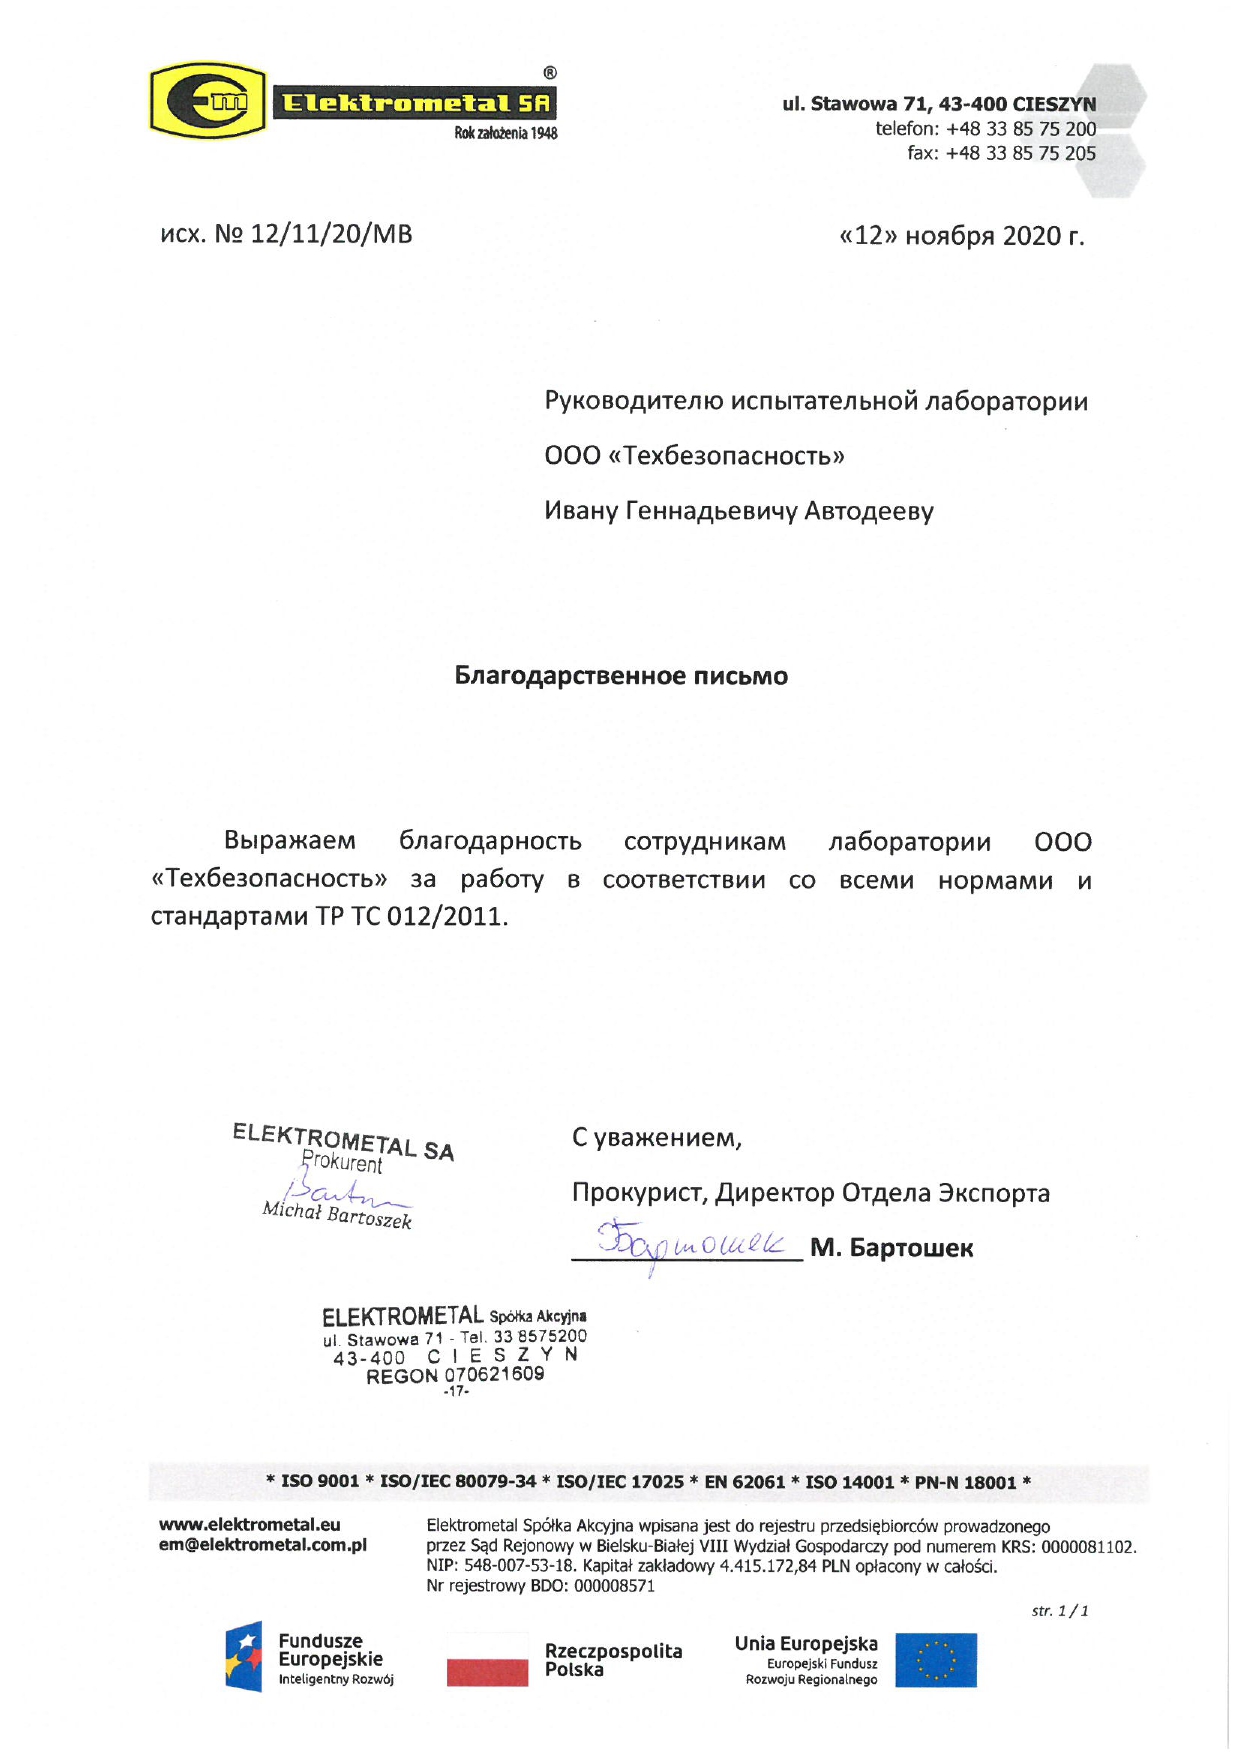 ®
Em Elektrometal SA
Rok założenia 1948
ul. Stawowa 71, 43-400 CIESZYN
telefon: +48 33 85 75 200
fax: +48 33 85 75 205
исх. № 12/11/20/МВ
«12» ноября 2020 г.
Руководителю испытательной лаборатории
ООО «Техбезопасность»
Ивану Геннадьевичу Автодееву
Благодарственное письмо
Выражаем благодарность сотрудникам лаборатории ООО
«Техбезопасность» за работу в соответствии со всеми нормами и
стандартами ТР ТС 012/2011.
ELEKTROMETAL SA
Prokurent
Michał Bartoszek
С уважением,
Прокурист, Директор Отдела Экспорта
Бартошек М. Бартошек
ELEKTROMETAL Spółka Akcyjna
ul. Stawowa 71 - Tel. 33 8575200
43-400 CIESZYN
REGON 070621609
-17-
* ISO 9001 * ISO/IEC 80079-34 * ISO/IEC 17025 * EN 62061 * ISO 14001 * PN-N 18001 *
www.elektrometal.eu
em@elektrometal.com.pl
Elektrometal Spółka Akcyjna wpisana jest do rejestru przedsiębiorców prowadzonego
przez Sąd Rejonowy w Bielsku-Białej VIII Wydział Gospodarczy pod numerem KRS: 0000081102.
NIP: 548-007-53-18. Kapitał zakładowy 4.415.172,84 PLN opłacony w całości.
Nr rejestrowy BDO: 000008571
str. 1 / 1
Fundusze
Europejskie
Inteligentny Rozwój
Rzeczpospolita
Polska
Unia Europejska
Europejski Fundusz
Rozwoju Regionalnego